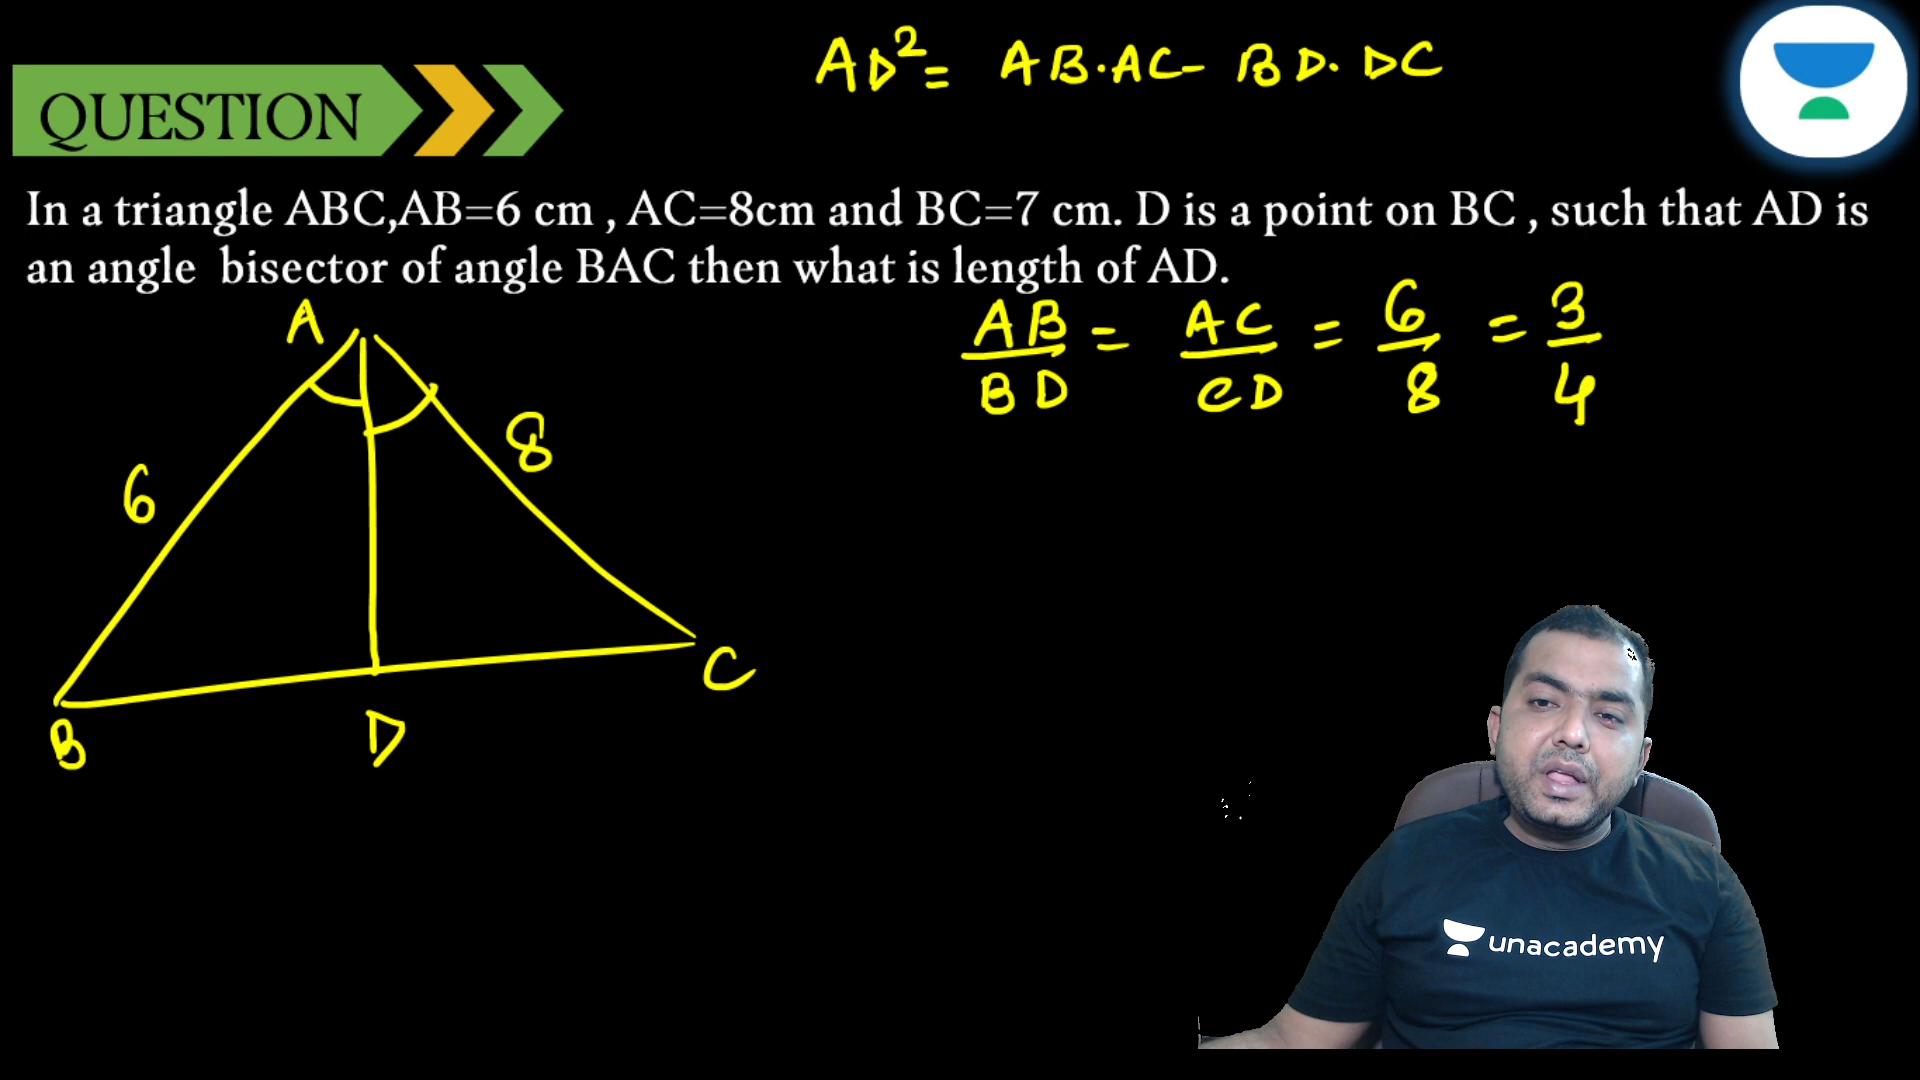 AD² = AB·AC - BD·DC
QUESTION
In a triangle ABC,AB=6 cm , AC=8cm and BC=7 cm. D is a point on BC , such that AD is
an angle bisector of angle BAC then what is length of AD.
AB/BD = AC/CD = 6/8 = 3/4
A
6
8
B
D
C
unacademy